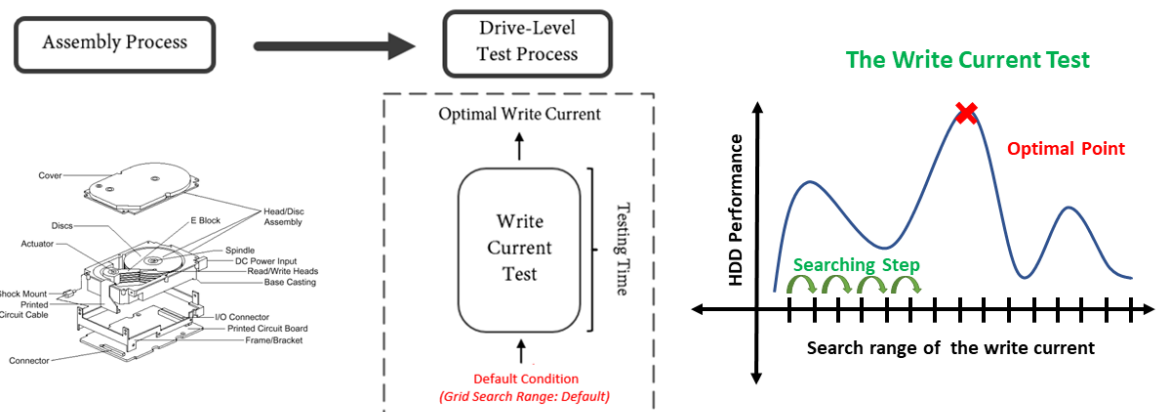 Assembly Process
Drive-Level
Test Process
Optimal Write Current
Write
Current
Test
Testing Time
Default Condition
(Grid Search Range: Default)
Cover
Head/Disc
Assembly
E Block
Discs
Actuator
Spindle
DC Power Input
Read/Write Heads
Base Casting
Shock Mount
Printed
Circuit Cable
I/O Connector
Printed Circuit Board
Frame/Bracket
Connector
The Write Current Test
HDD Performance
Optimal Point
Searching Step
Search range of the write current